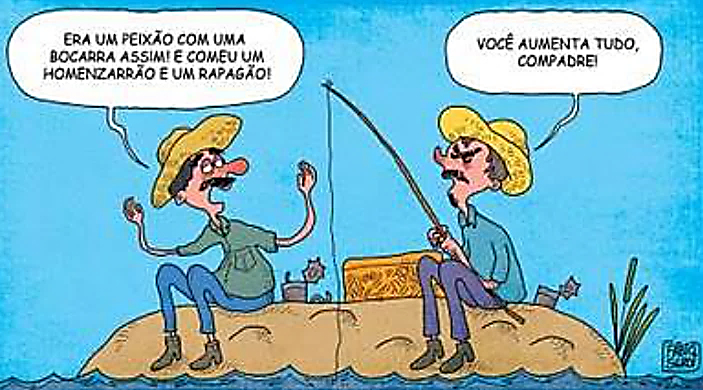 ERA UM PEIXÃO COM UMA
BOCARRA ASSIM! E COMEU UM
HOMENZARRÃO E UM RAPAGÃO!
VOCÊ AUMENTA TUDO,
COMPADRE!